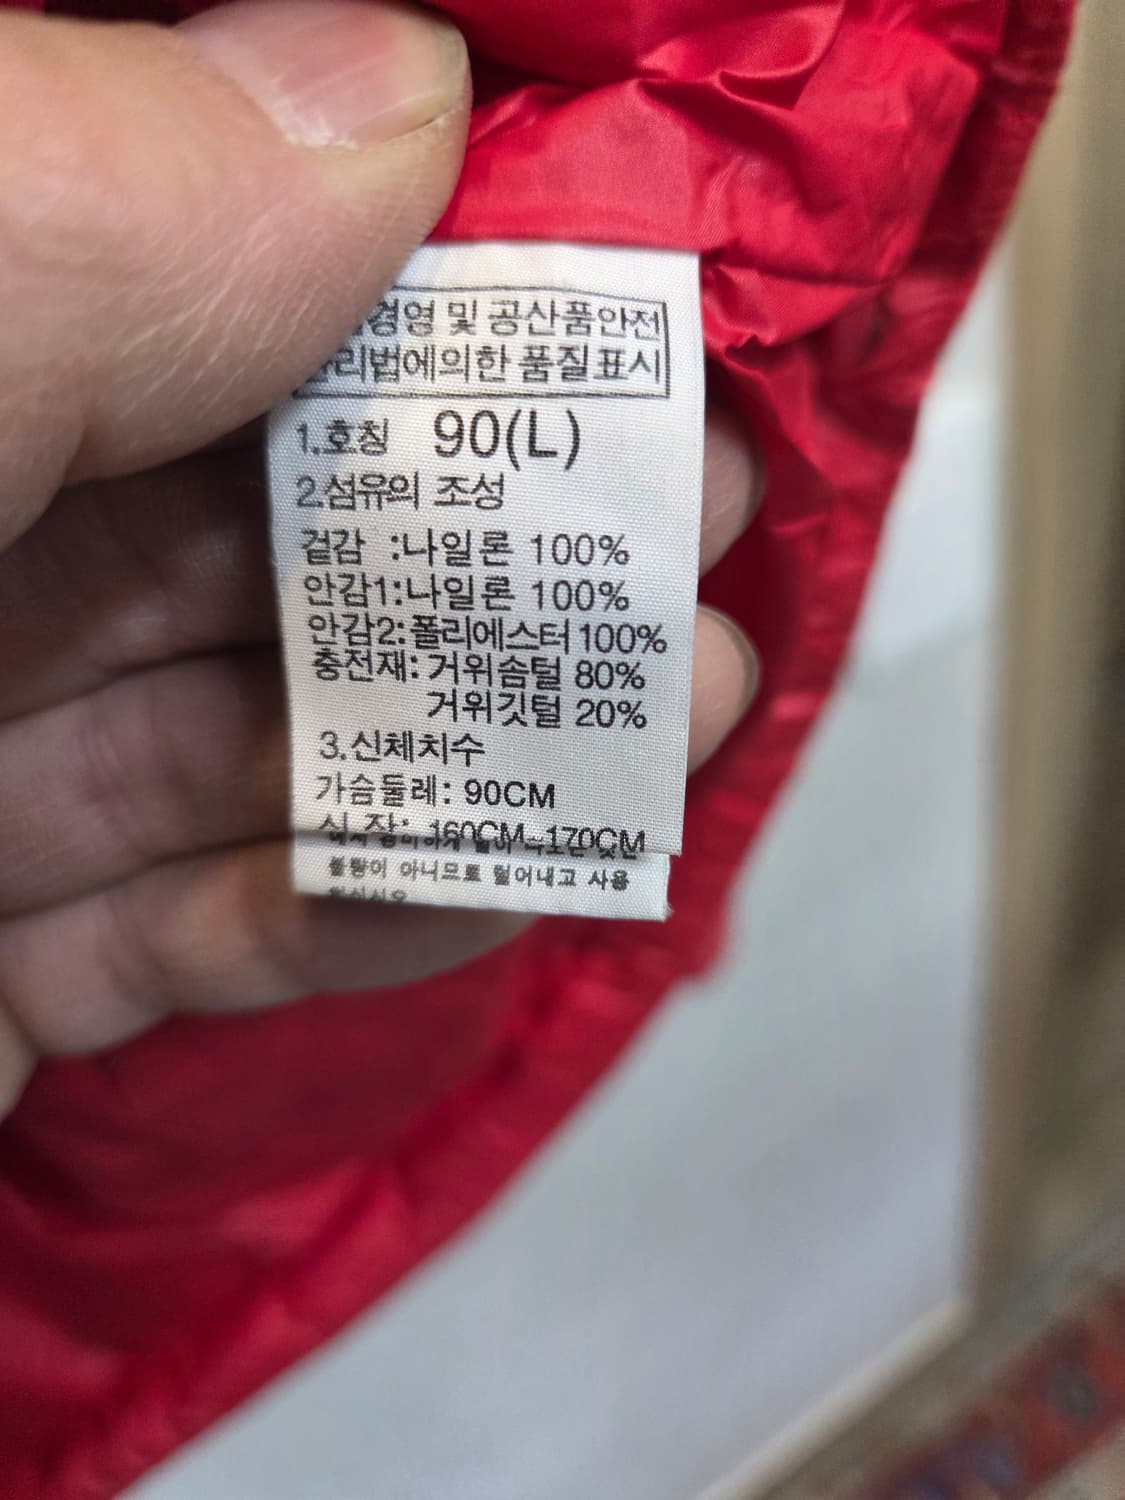 경영 및 공산품안전
리법에의한 품질표시
1.호칭 90(L)
2.섬유의 조성
겉감 :나일론 100%
안감1:나일론 100%
안감2:폴리에스터 100%
충전재: 거위솜털 80%
거위깃털 20%
3.신체치수
가슴둘레: 90CM
신 장: 160CM~170CM
불량이 아니므로 털어내고 사용